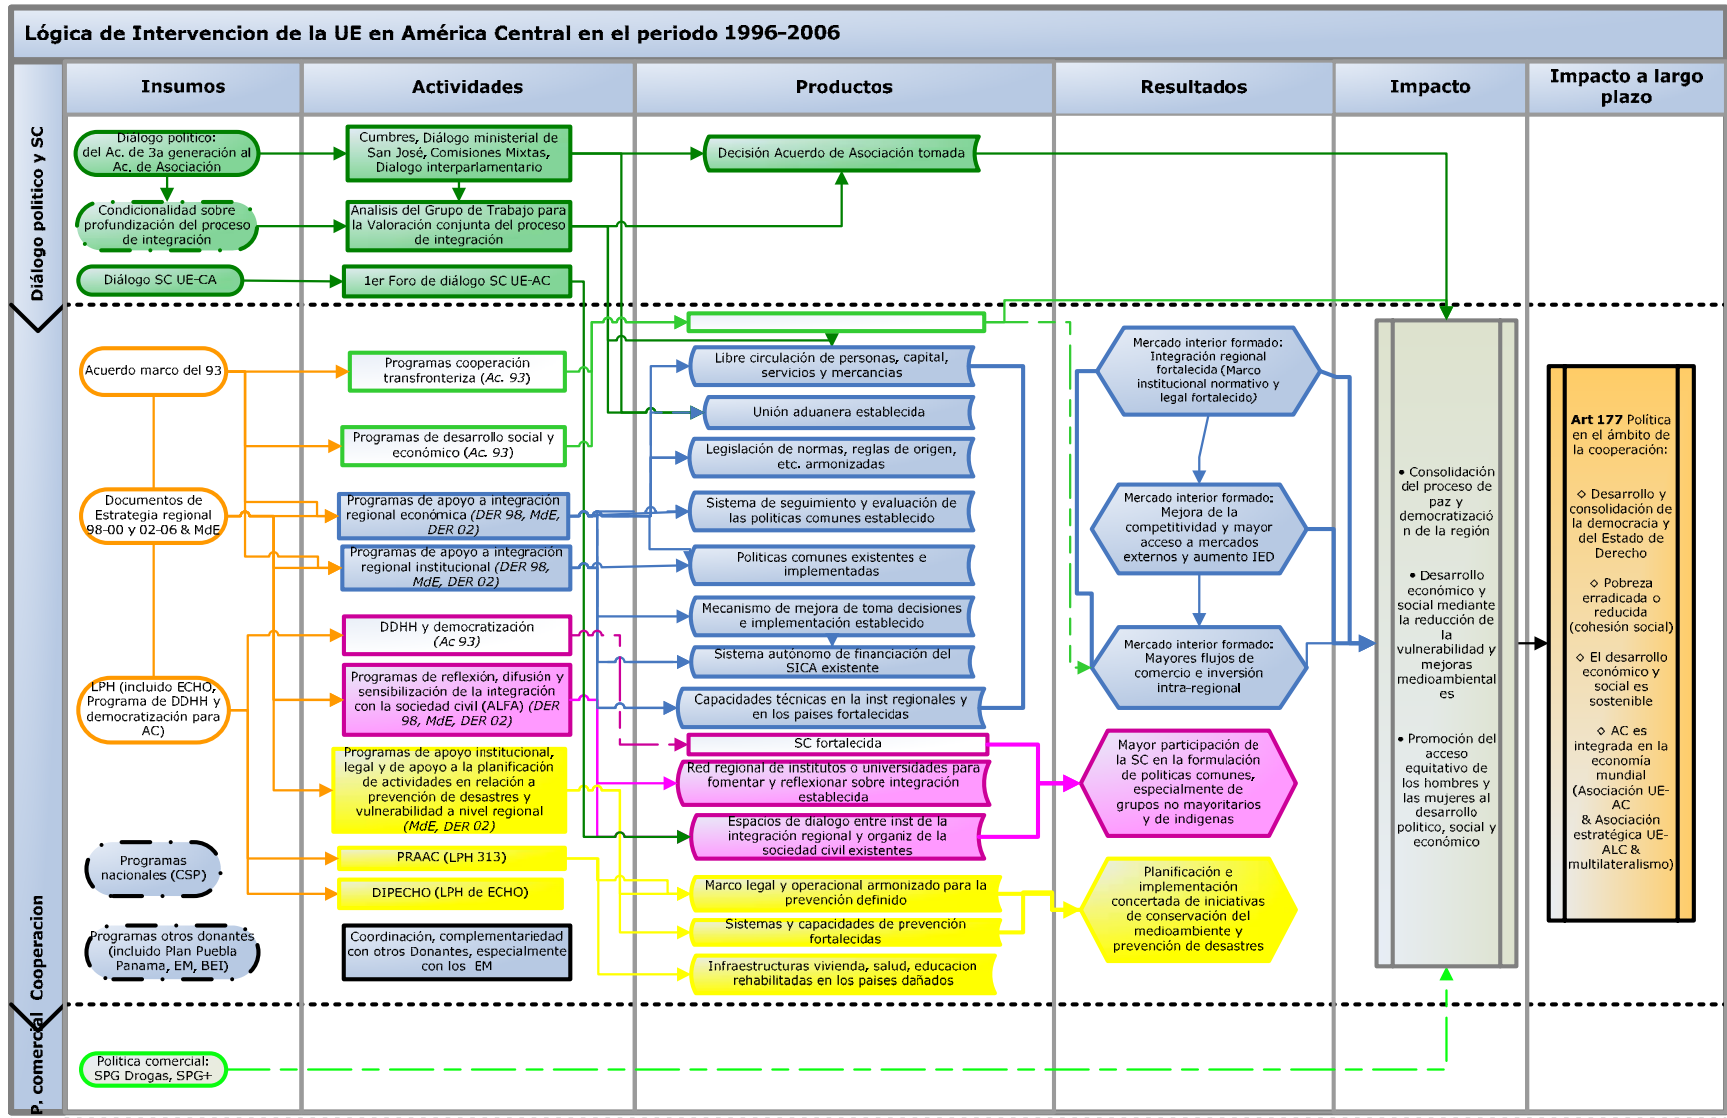 Lógica de Intervencion de la UE en América Central en el periodo 1996–2006
Insumos
Actividades
Productos
Resultados
Impacto
Impacto a largo
plazo
Diálogo politico y SC
Diálogo político:
del Ac. de 3a generación al
Ac. de Asociación
Cumbres, Diálogo ministerial de
San José, Comisiones Mixtas,
Dialogo interparlamentario
Decisión Acuerdo de Asociación tomada
Condicionalidad sobre
profundización del proceso
de integración
Analisis del Grupo de Trabajo para
la Valoración conjunta del proceso
de integración
Diálogo SC UE-CA
1er Foro de diálogo SC UE-AC
Cooperacion
Acuerdo marco del 93
Documentos de
Estrategia regional
98-00 y 02-06 & MdE
LPH (incluido ECHO,
Programa de DDHH y
democratización para
AC)
Programas
nacionales (CSP)
Programas otros donantes
(incluido Plan Puebla
Panama, EM, BEI)
Programas cooperación
transfronteriza (Ac. 93)
Programas de desarrollo social y
económico (Ac. 93)
Programas de apoyo a integración
regional económica (DER 98, MdE,
DER 02)
Programas de apoyo a integración
regional institucional (DER 98,
MdE, DER 02)
DDHH y democratización
(Ac 93)
Programas de reflexión, difusión y
sensibilización de la integración
con la sociedad civil (ALFA) (DER
98, MdE, DER 02)
Programas de apoyo institucional,
legal y de apoyo a la planificación
de actividades en relación a
prevención de desastres y
vulnerabilidad a nivel regional
(MdE, DER 02)
PRAAC (LPH 313)
DIPECHO (LPH de ECHO)
Coordinación, complementariedad
con otros Donantes, especialmente
con los EM
Libre circulación de personas, capital,
servicios y mercancias
Unión aduanera establecida
Legislación de normas, reglas de origen,
etc. armonizadas
Sistema de seguimiento y evaluación de
las politicas comunes establecido
Politicas comunes existentes e
implementadas
Mecanismo de mejora de toma decisiones
e implementación establecido
Sistema autónomo de financiación del
SICA existente
Capacidades técnicas en la inst regionales y
en los paises fortalecidas
SC fortalecida
Red regional de institutos o universidades para
fomentar y reflexionar sobre integración
establecida
Espacios de dialogo entre inst de la
integración regional y organiz de la
sociedad civil existentes
Marco legal y operacional armonizado para la
prevención definido
Sistemas y capacidades de prevención
fortalecidas
Infraestructuras vivienda, salud, educacion
rehabilitadas en los paises dañados
Mercado interior formado:
Integración regional
fortalecida (Marco
institucional normativo y
legal fortalecido)
Mercado interior formado:
Mejora de la
competitividad y mayor
acceso a mercados
externos y aumento IED
Mercado interior formado:
Mayores flujos de
comercio e inversión
intra-regional
Mayor participación de
la SC en la formulación
de politicas comunes,
especialmente de
grupos no mayoritarios
y de indigenas
Planificación e
implementación
concertada de iniciativas
de conservación del
medioambiente y
prevención de desastres
• Consolidación
del proceso de
paz y
democratizació
n de la región
• Desarrollo
económico y
social mediante
la reducción de
la
vulnerabilidad y
mejoras
medioambiental
es
• Promoción del
acceso
equitativo de
los hombres y
las mujeres al
desarrollo
politico, social y
económico
Art 177 Política
en el ámbito de
la cooperación:
◇ Desarrollo y
consolidación de
la democracia y
del Estado de
Derecho
◇ Pobreza
erradicada o
reducida
(cohesión social)
◇ El desarrollo
económico y
social es
sostenible
◇ AC es
integrada en la
economía
mundial
(Asociación UE-
AC
& Asociación
estratégica UE-
ALC &
multilateralismo)
P. comercial
Politica comercial:
SPG Drogas, SPG+